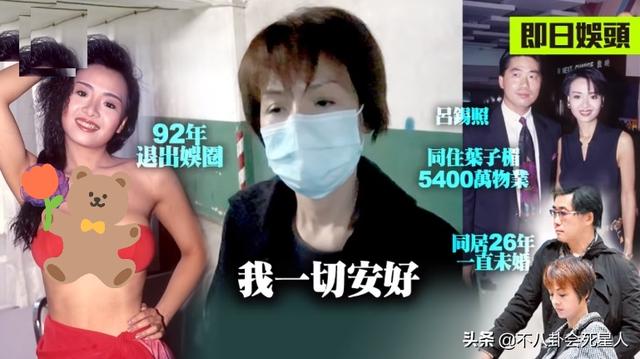 即日娛頭
92年
退出娛圈
呂錫照
同住葉子楣
5400萬物業
同居26年
一直未婚
我一切安好
头条 @不八卦会死星人